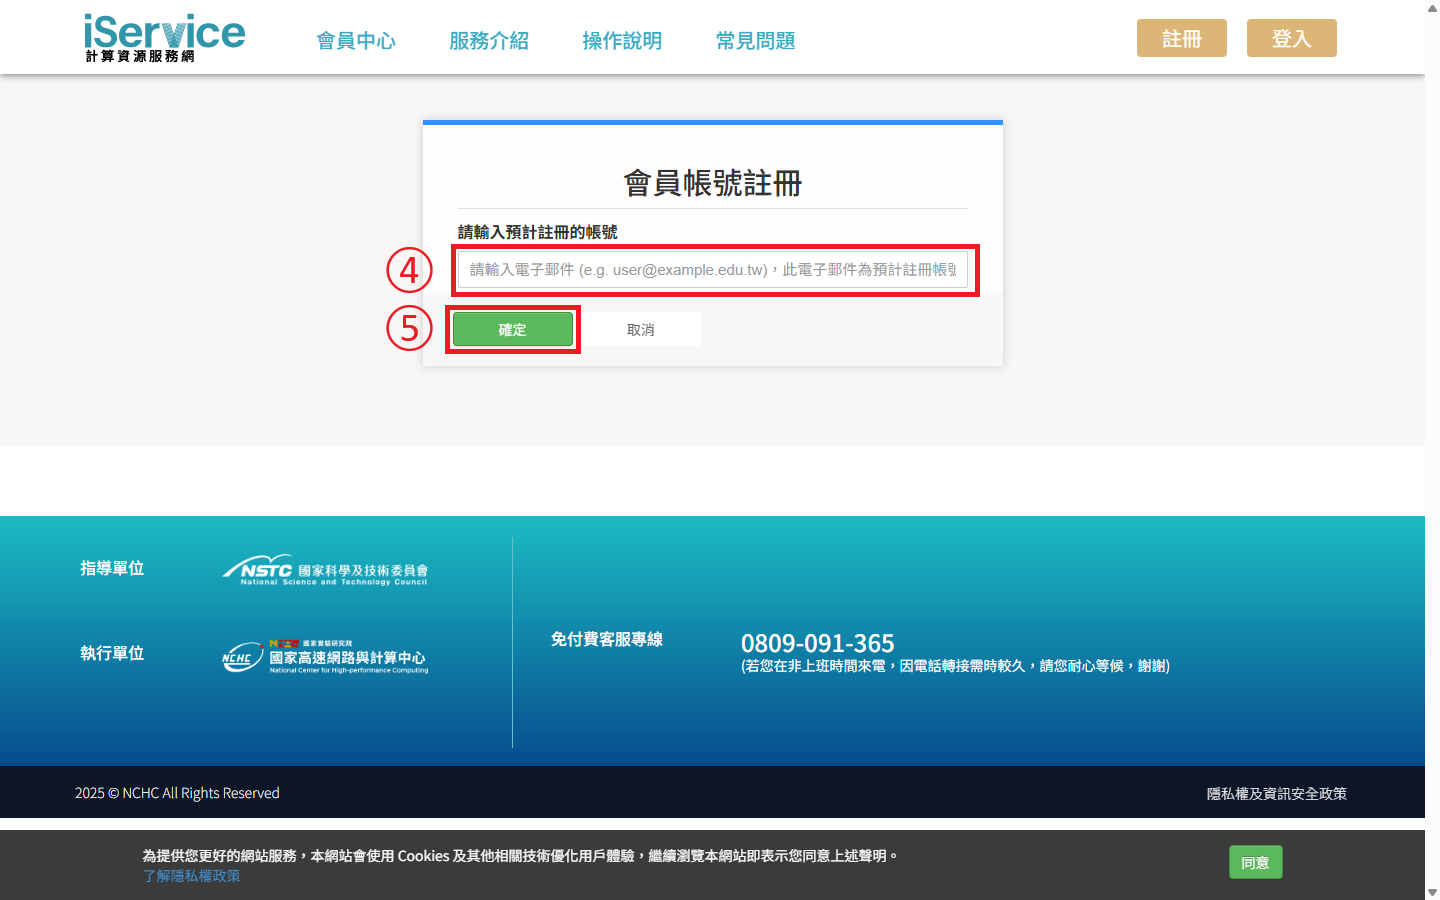 iService
計算資源服務網
會員中心
服務介紹
操作說明
常見問題
註冊
登入
會員帳號註冊
請輸入預計註冊的帳號
④
請輸入電子郵件 (e.g. user@example.edu.tw)，此電子郵件為預計註冊帳號
⑤
確定
取消
指導單位
NSTC 國家科學及技術委員會
National Science and Technology Council
執行單位
國家實驗研究院
NCHC 國家高速網路與計算中心
National Center for High-performance Computing
免付費客服專線
0809-091-365
(若您在非上班時間來電，因電話轉接需時較久，請您耐心等候，謝謝)
2025 © NCHC All Rights Reserved
隱私權及資訊安全政策
為提供您更好的網站服務，本網站會使用 Cookies 及其他相關技術優化用戶體驗，繼續瀏覽本網站即表示您同意上述聲明。
了解隱私權政策
同意